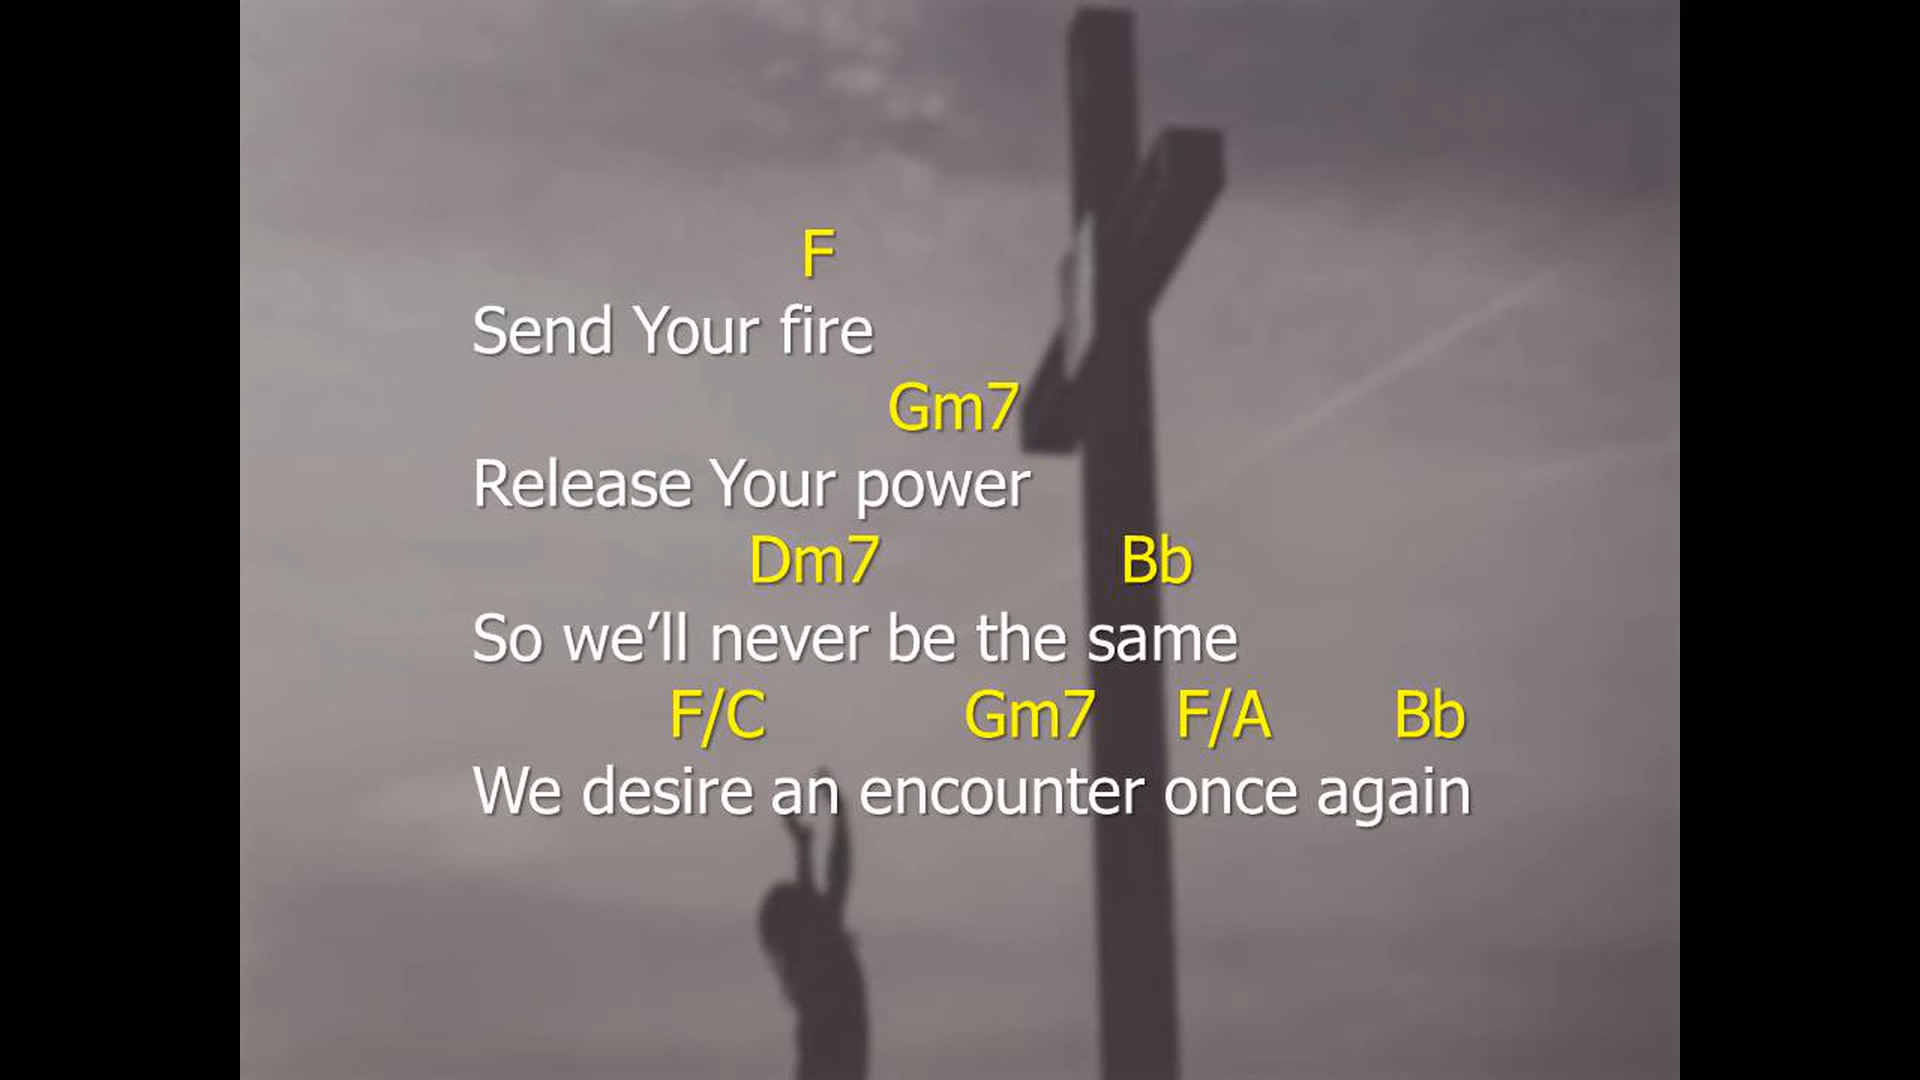 F
Send Your fire
Gm7
Release Your power
Dm7 Bb
So we’ll never be the same
F/C Gm7 F/A Bb
We desire an encounter once again